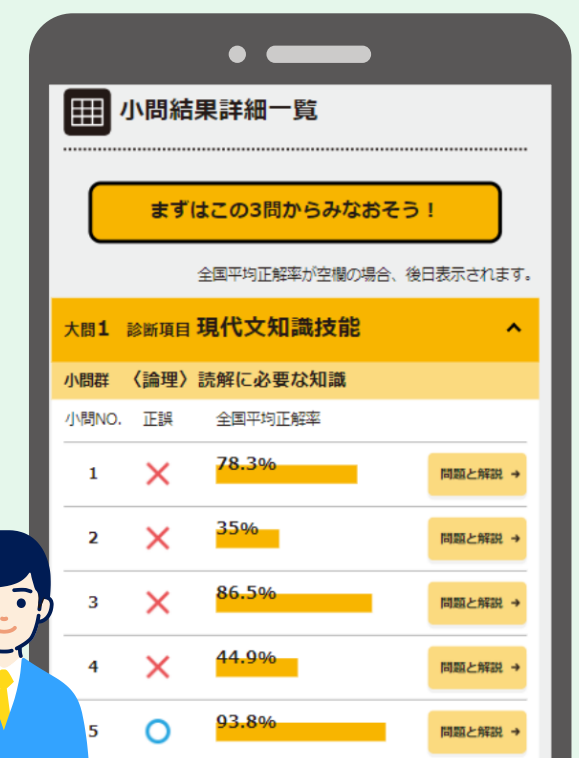 小問結果詳細一覧
まずはこの3問からみなおそう！
全国平均正解率が空欄の場合、後日表示されます。
大問1 診断項目 現代文知識技能
小問群 〈論理〉読解に必要な知識
小問NO. 正誤 全国平均正解率
1 × 78.3% 問題と解説 →
2 × 35% 問題と解説 →
3 × 86.5% 問題と解説 →
4 × 44.9% 問題と解説 →
5 ○ 93.8% 問題と解説 →